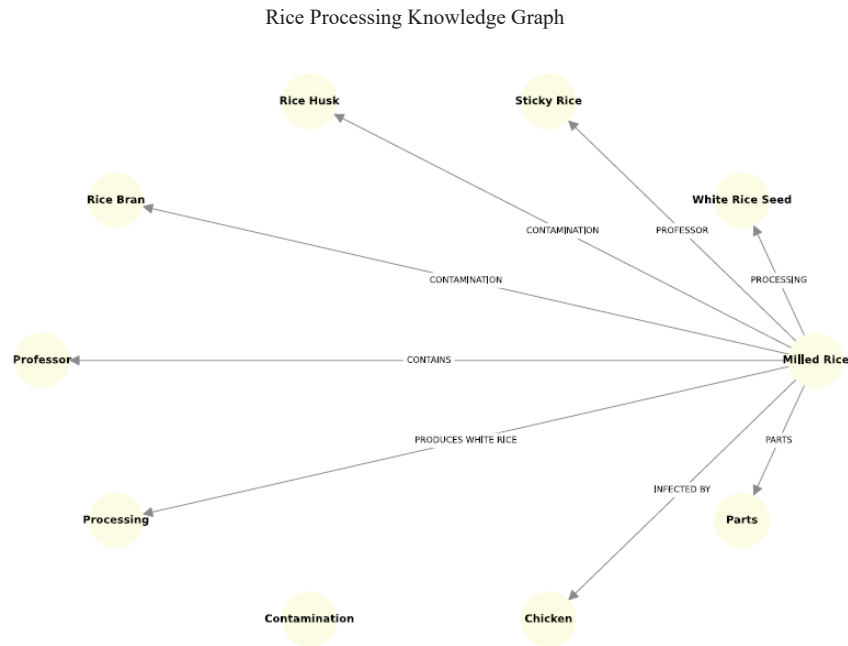 Rice Processing Knowledge Graph
Rice Husk
Sticky Rice
Rice Bran
White Rice Seed
CONTAMINATION
PROFESSOR
CONTAMINATION
PROCESSING
Professor
CONTAINS
Milled Rice
PRODUCES WHITE RICE
PARTS
INFECTED BY
Processing
Parts
Contamination
Chicken